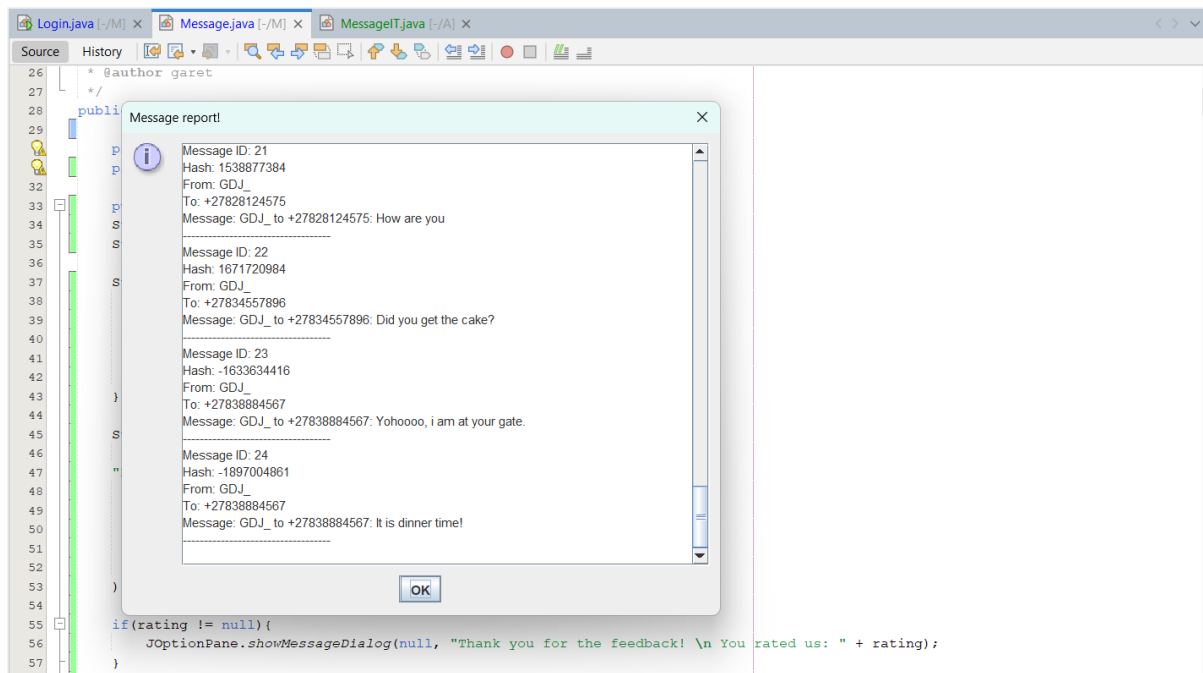 Login.java [-/M]
Message.java [-/M]
MessageIT.java [-/A]
Source
History
26 * @author garet
27 */
28 publi
29
p
p
32
33 p
34 S
35 S
36
37 S
38
39
40
41
42
43 }
44
45 S
46
47 "
48
49
50
51
52
53 )
54
55 if(rating != null){
56 JOptionPane.showMessageDialog(null, "Thank you for the feedback! \n You rated us: " + rating);
57 }
Message report!
Message ID: 21
Hash: 1538877384
From: GDJ_
To: +27828124575
Message: GDJ_ to +27828124575: How are you
-----------------------------------
Message ID: 22
Hash: 1671720984
From: GDJ_
To: +27834557896
Message: GDJ_ to +27834557896: Did you get the cake?
-----------------------------------
Message ID: 23
Hash: -1633634416
From: GDJ_
To: +27838884567
Message: GDJ_ to +27838884567: Yohoooo, i am at your gate.
-----------------------------------
Message ID: 24
Hash: -1897004861
From: GDJ_
To: +27838884567
Message: GDJ_ to +27838884567: It is dinner time!
-----------------------------------
OK